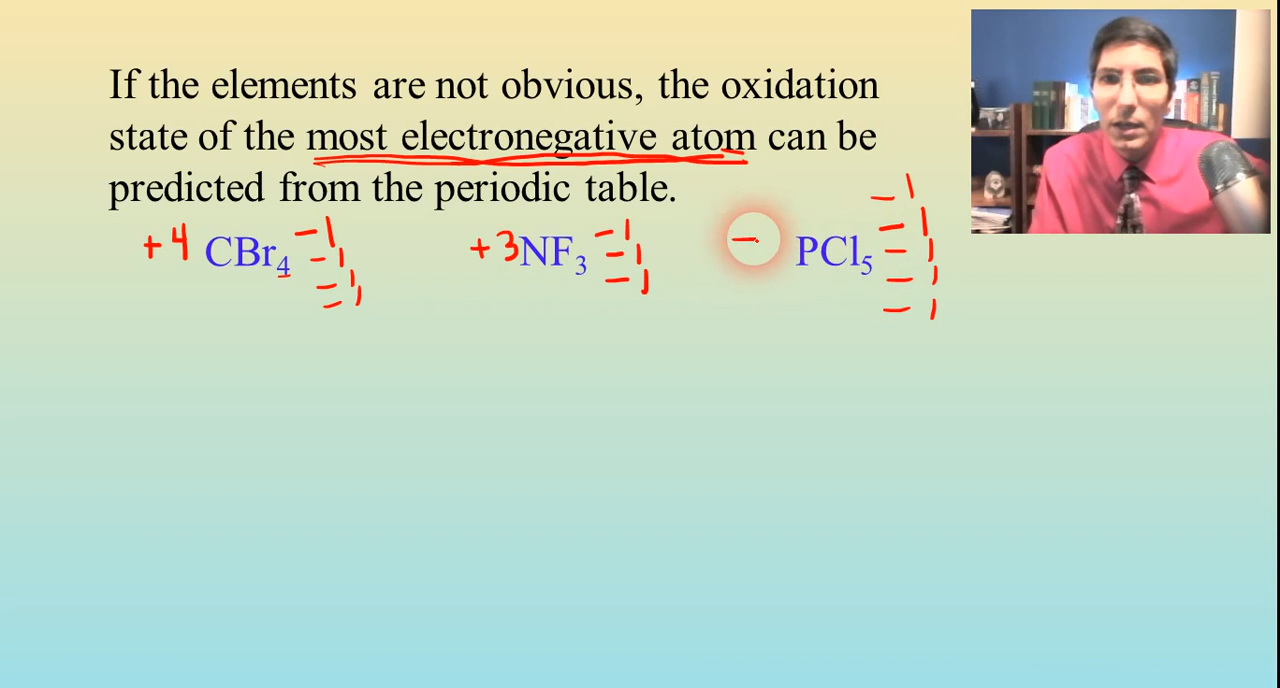 If the elements are not obvious, the oxidation
state of the most electronegative atom can be
predicted from the periodic table.
+4 CBr₄ -1 -1 -1 -1
+3 NF₃ -1 -1 -1
- PCl₅ -1 -1 -1 -1 -1